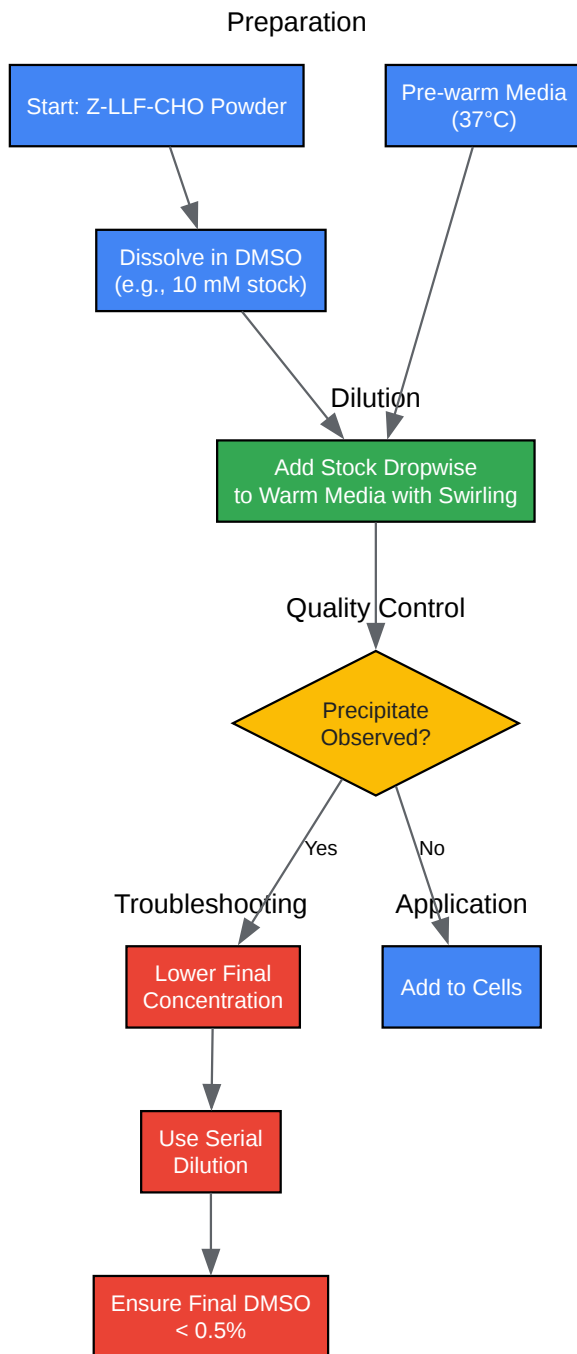 Preparation
Start: Z-LLF-CHO Powder
Pre-warm Media
(37°C)
Dissolve in DMSO
(e.g., 10 mM stock)
Dilution
Add Stock Dropwise
to Warm Media with Swirling
Quality Control
Precipitate
Observed?
Yes
No
Troubleshooting
Application
Lower Final
Concentration
Add to Cells
Use Serial
Dilution
Ensure Final DMSO
< 0.5%